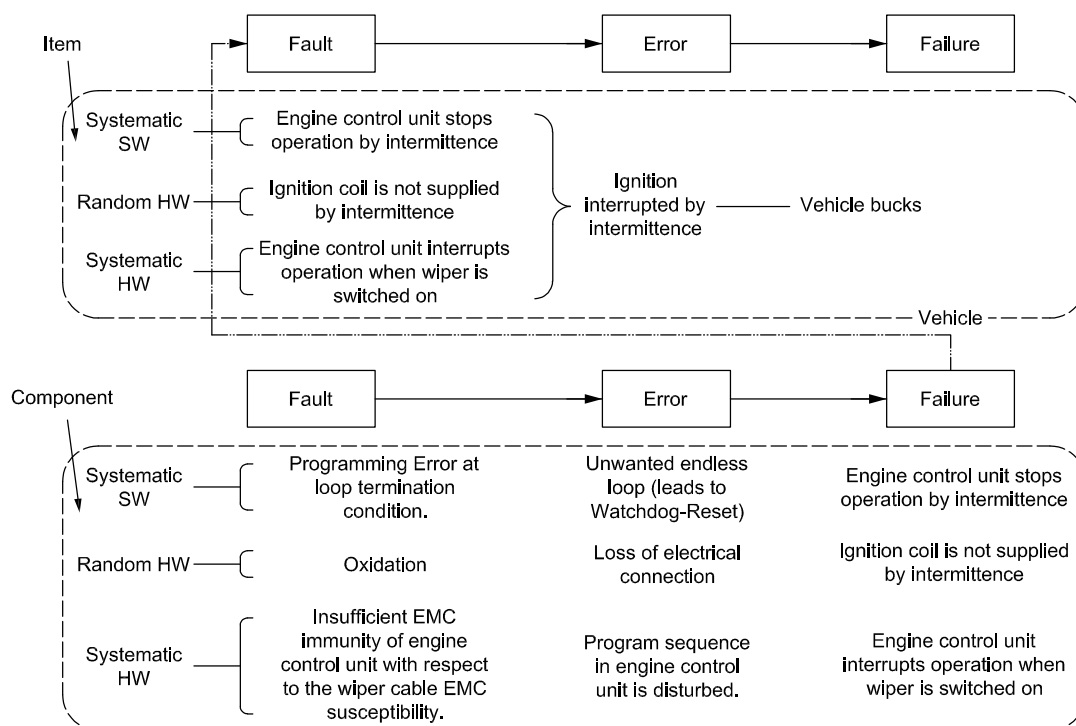 Item
Fault
Error
Failure
Systematic
SW
Engine control unit stops
operation by intermittence
Random HW
Ignition coil is not supplied
by intermittence
Systematic
HW
Engine control unit interrupts
operation when wiper is
switched on
Ignition
interrupted by
intermittence
Vehicle bucks
Vehicle
Component
Fault
Error
Failure
Systematic
SW
Programming Error at
loop termination
condition.
Unwanted endless
loop (leads to
Watchdog-Reset)
Engine control unit stops
operation by intermittence
Random HW
Oxidation
Loss of electrical
connection
Ignition coil is not supplied
by intermittence
Systematic
HW
Insufficient EMC
immunity of engine
control unit with respect
to the wiper cable EMC
susceptibility.
Program sequence
in engine control
unit is disturbed.
Engine control unit
interrupts operation when
wiper is switched on